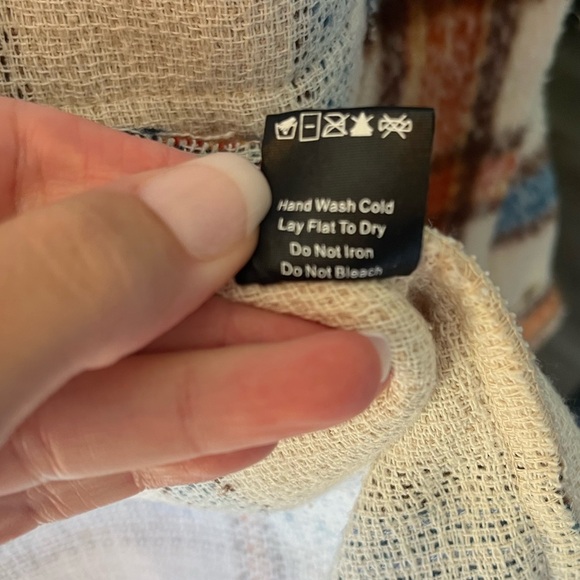 Hand Wash Cold
Lay Flat To Dry
Do Not Iron
Do Not Bleach